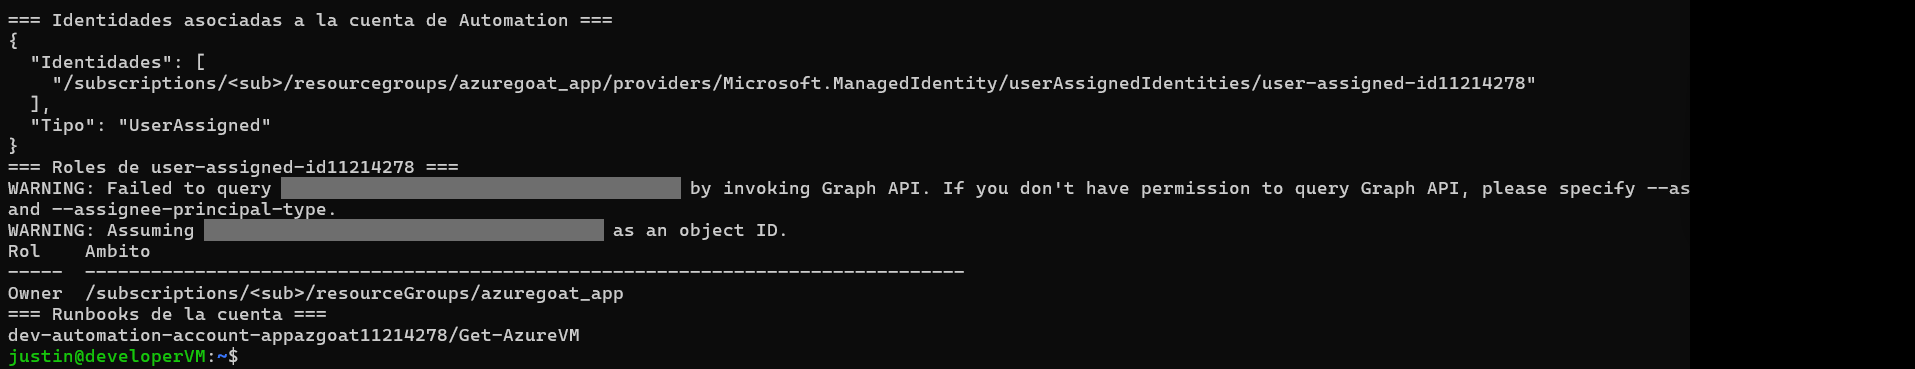 === Identidades asociadas a la cuenta de Automation ===
{
  "Identidades": [
    "/subscriptions/<sub>/resourcegroups/azuregoat_app/providers/Microsoft.ManagedIdentity/userAssignedIdentities/user-assigned-id11214278"
  ],
  "Tipo": "UserAssigned"
}
=== Roles de user-assigned-id11214278 ===
WARNING: Failed to query by invoking Graph API. If you don't have permission to query Graph API, please specify --as
and --assignee-principal-type.
WARNING: Assuming as an object ID.
Rol    Ambito
-----  --------------------------------------------------------------------------------
Owner  /subscriptions/<sub>/resourceGroups/azuregoat_app
=== Runbooks de la cuenta ===
dev-automation-account-appazgoat11214278/Get-AzureVM
justin@developerVM:~$